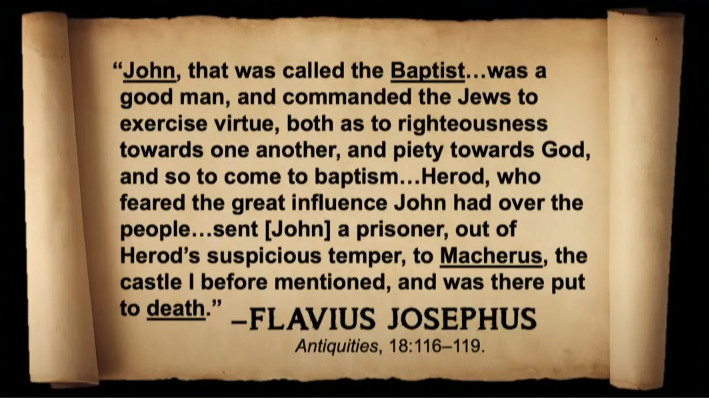 “John, that was called the Baptist…was a
good man, and commanded the Jews to
exercise virtue, both as to righteousness
towards one another, and piety towards God,
and so to come to baptism…Herod, who
feared the great influence John had over the
people…sent [John] a prisoner, out of
Herod’s suspicious temper, to Macherus, the
castle I before mentioned, and was there put
to death.” –FLAVIUS JOSEPHUS
Antiquities, 18:116–119.